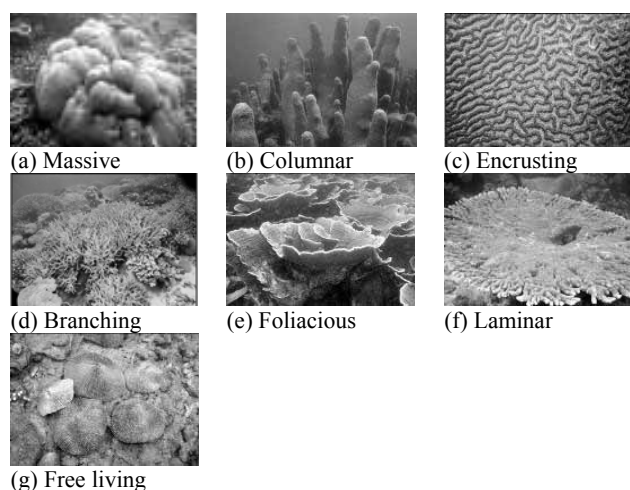 (a) Massive
(b) Columnar
(c) Encrusting
(d) Branching
(e) Foliacious
(f) Laminar
(g) Free living